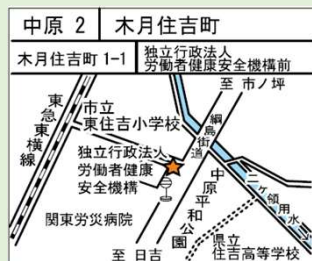 中原 2
木月住吉町
木月住吉町 1-1
独立行政法人
労働者健康安全機構前
至 市ノ坪
東急東横線
市立
東住吉小学校
綱島街道
独立行政法人
労働者健康
安全機構
中原平和公園
二ヶ領用水
関東労災病院
県立
住吉高等学校
至 日吉